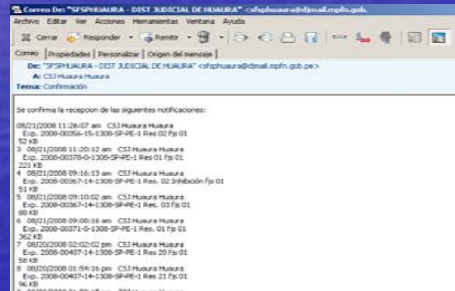 Correo De: "SFSPHUAURA - DIST JUDICIAL DE HUAURA" <sfsphuaura@djmail.mpfn.gob.
Archivo Editar Ver Acciones Herramientas Ventana Ayuda
Cerrar Responder Remitir
Correo Propiedades Personalizar Origen del mensaje
De: "SFSPHUAURA - DIST JUDICIAL DE HUAURA" <sfsphuaura@djmail.mpfn.gob.pe>
A: CSJ Huaura Huaura
Tema: Confirmación
Se confirma la recepcion de las siguientes notificaciones:
08/21/2008 11:26:07 am CSJ Huaura Huaura
Exp. 2008-00356-15-1308-SP-PE-1 Res 02 Fjs 01
52 KB
3 08/21/2008 11:20:12 am CSJ Huaura Huaura
Exp. 2008-00378-0-1308-SP-PE-1 Res 01 fjs 01
221 KB
4 08/21/2008 09:16:13 am CSJ Huaura Huaura
Exp. 2008-00367-14-1308-SP-PE-1 Res. 02 Inhibición fjs 01
51 KB
5 08/21/2008 09:10:02 am CSJ Huaura Huaura
Exp. 2008-00367-14-1308-SP-PE-1 Res. 03 fjs 01
88 KB
6 08/21/2008 09:08:16 am CSJ Huaura Huaura
Exp. 2008-00371-0-1308-SP-PE-1 Res. 01 fjs 01
362 KB
7 08/20/2008 02:02:02 pm CSJ Huaura Huaura
Exp. 2008-00407-14-1308-SP-PE-1 Res 20 fjs 01
58 KB
8 08/20/2008 01:54:16 pm CSJ Huaura Huaura
Exp. 2008-00407-14-1308-SP-PE-1 Res 21 fjs 01
96 KB